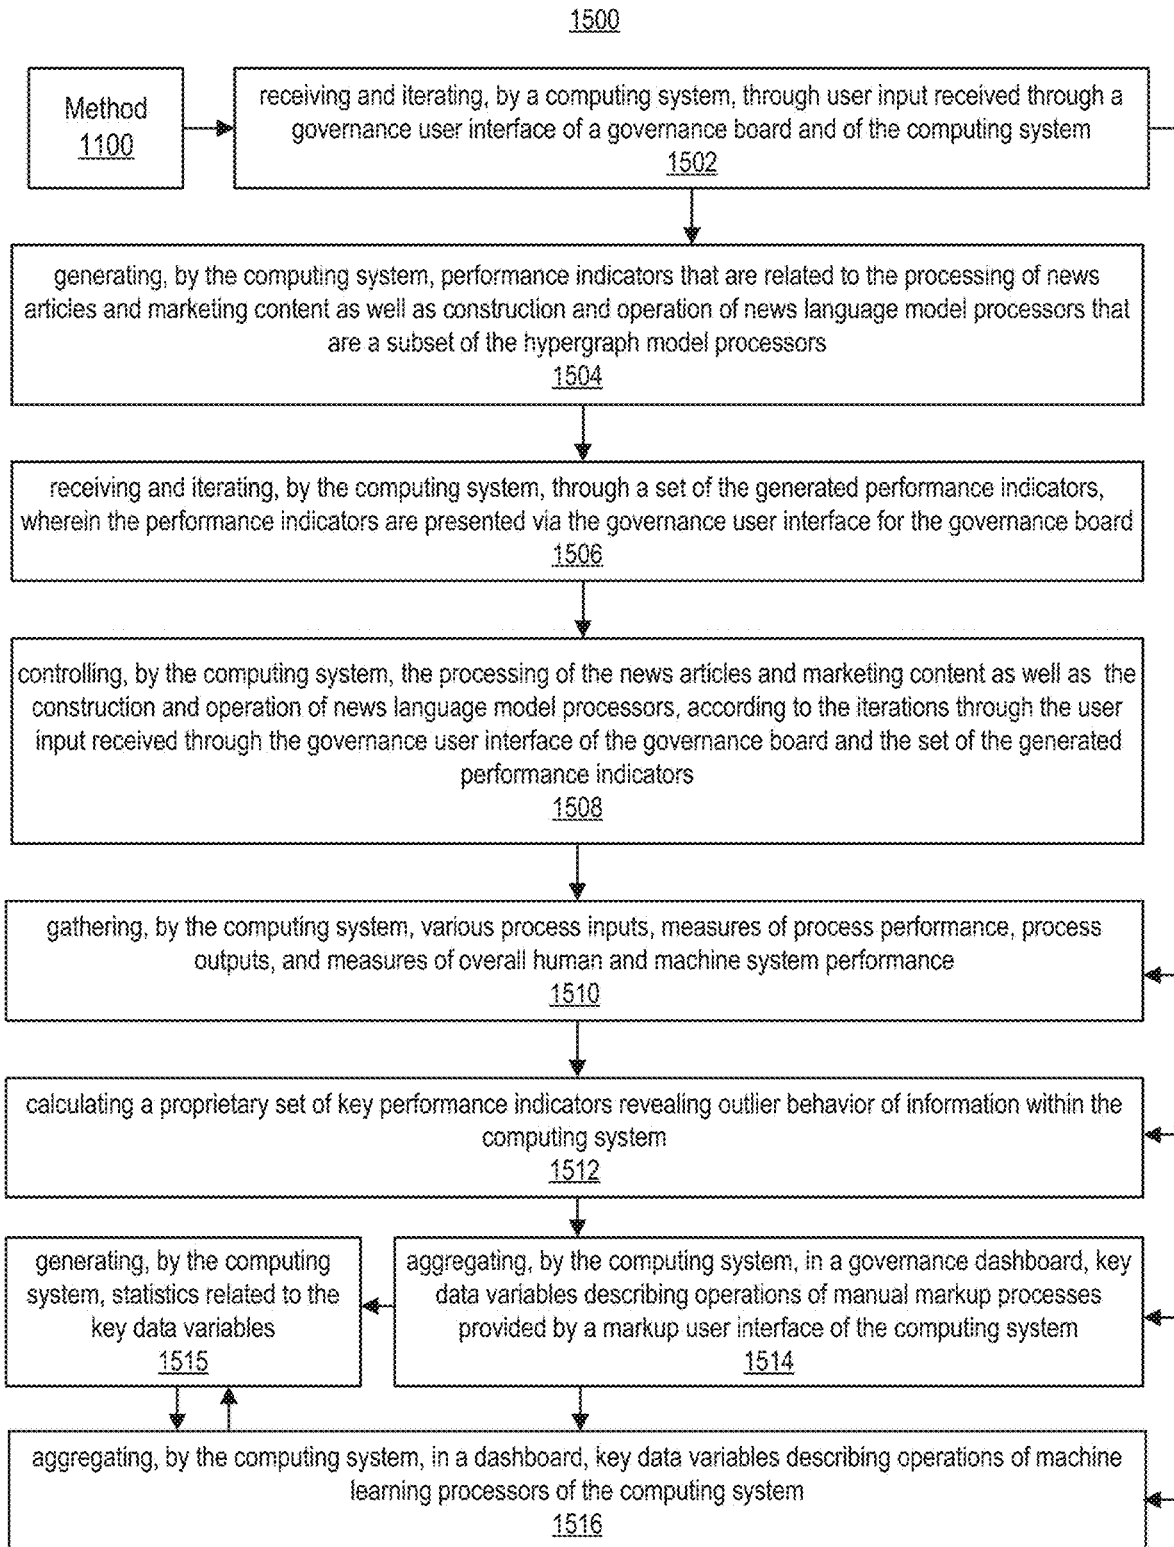 1500
Method
1100
receiving and iterating, by a computing system, through user input received through a
governance user interface of a governance board and of the computing system
1502
generating, by the computing system, performance indicators that are related to the processing of news
articles and marketing content as well as construction and operation of news language model processors that
are a subset of the hypergraph model processors
1504
receiving and iterating, by the computing system, through a set of the generated performance indicators,
wherein the performance indicators are presented via the governance user interface for the governance board
1506
controlling, by the computing system, the processing of the news articles and marketing content as well as the
construction and operation of news language model processors, according to the iterations through the user
input received through the governance user interface of the governance board and the set of the generated
performance indicators
1508
gathering, by the computing system, various process inputs, measures of process performance, process
outputs, and measures of overall human and machine system performance
1510
calculating a proprietary set of key performance indicators revealing outlier behavior of information within the
computing system
1512
generating, by the computing
system, statistics related to the
key data variables
1515
aggregating, by the computing system, in a governance dashboard, key
data variables describing operations of manual markup processes
provided by a markup user interface of the computing system
1514
aggregating, by the computing system, in a dashboard, key data variables describing operations of machine
learning processors of the computing system
1516